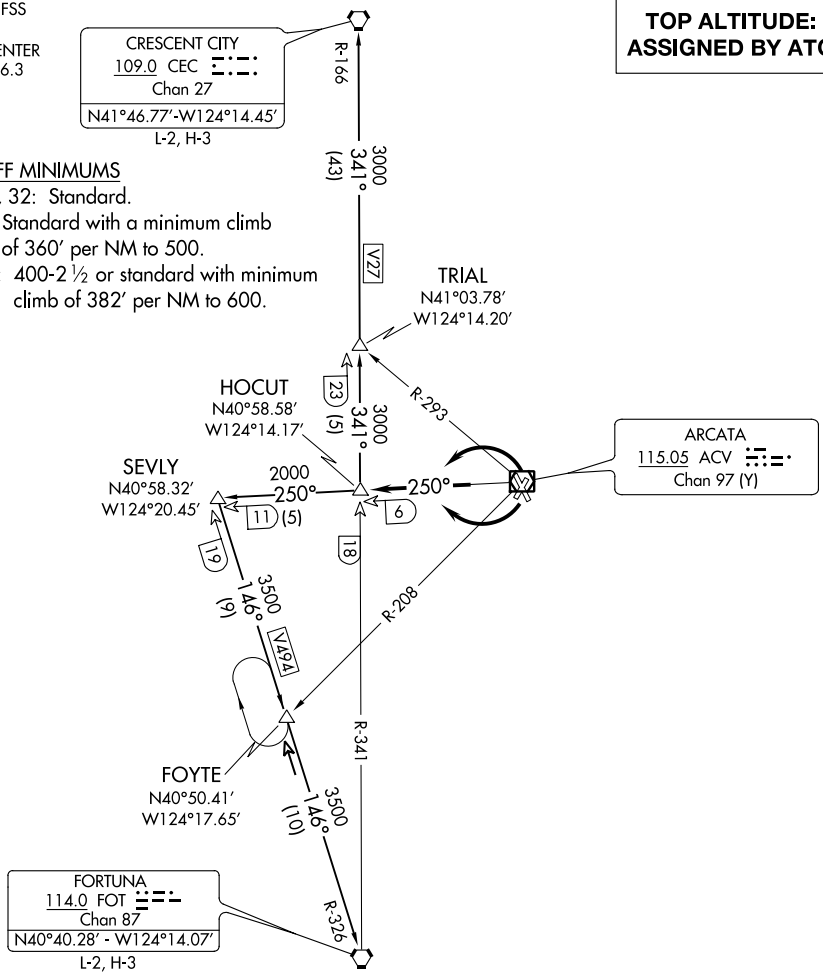 FSS
ENTER
6.3
TOP ALTITUDE:
ASSIGNED BY ATC
CRESCENT CITY
109.0 CEC
Chan 27
N41°46.77'-W124°14.45'
L-2, H-3
R-166
3000
341°
(43)
FF MINIMUMS
. 32: Standard.
Standard with a minimum climb
of 360' per NM to 500.
: 400-2 ½ or standard with minimum
climb of 382' per NM to 600.
V27
TRIAL
N41°03.78'
W124°14.20'
HOCUT
N40°58.58'
W124°14.17'
23
(5)
3000
341°
R-293
ARCATA
115.05 ACV
Chan 97 (Y)
SEVLY
N40°58.32'
W124°20.45'
2000
250°
11
(5)
250°
6
19
18
3500
146°
(9)
V494
R-208
R-341
FOYTE
N40°50.41'
W124°17.65'
3500
146°
(10)
R-326
FORTUNA
114.0 FOT
Chan 87
N40°40.28' - W124°14.07'
L-2, H-3